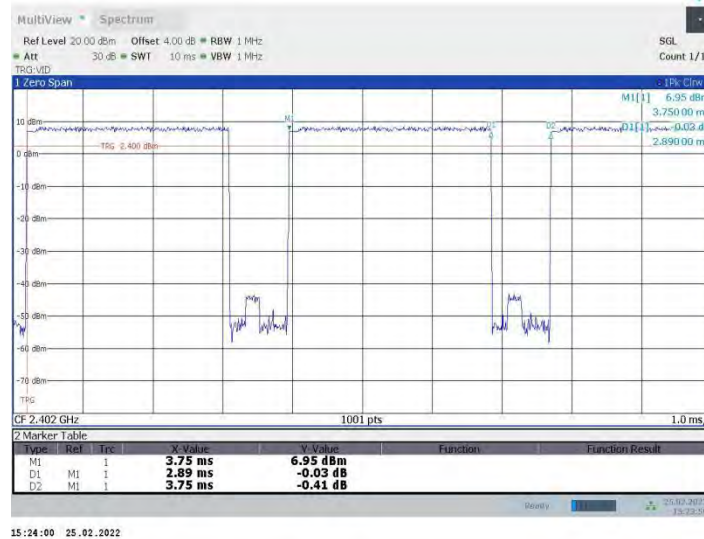 MultiView Spectrum
Ref Level 20.00 dBm Offset 4.00 dB RBW 1 MHz SGL
Att 30 dB SWT 10 ms VBW 1 MHz Count 1/1
TRG:VID
1 Zero Span 1Pk Clrw
M1[1] 6.95 dBm
3.750 00 m
D1[1] -0.03 d
2.890 00 m
M1
D1
D2
10 dBm
TRG 2.400 dBm
0 dBm
-10 dBm
-20 dBm
-30 dBm
-40 dBm
-50 dBm
-60 dBm
-70 dBm
TRG
CF 2.402 GHz 1001 pts 1.0 ms/
2 Marker Table
Type Ref Trc X-Value Y-Value Function Function Result
M1 1 3.75 ms 6.95 dBm
D1 M1 1 2.89 ms -0.03 dB
D2 M1 1 3.75 ms -0.41 dB
Ready 25.02.2022
15:24:00 25.02.2022